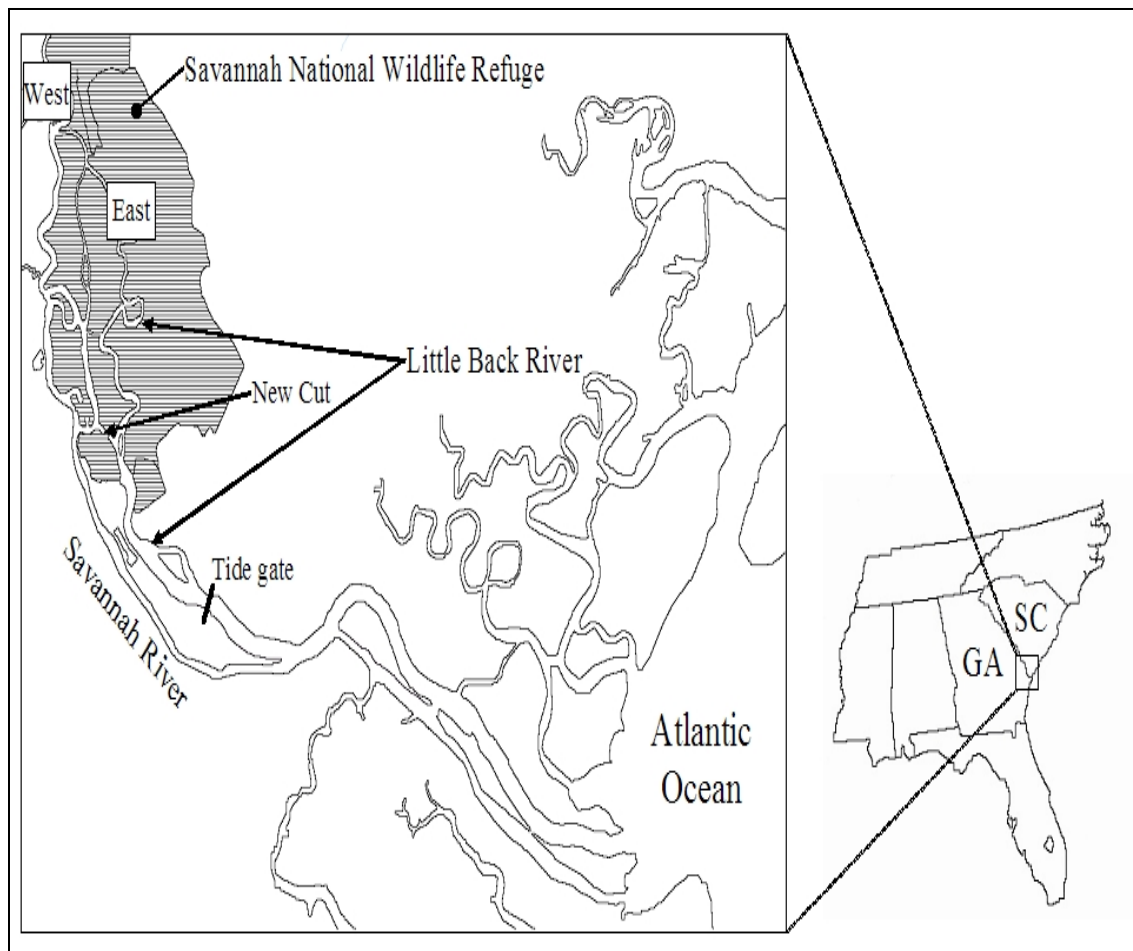 Savannah National Wildlife Refuge
West
East
Little Back River
New Cut
Tide gate
Savannah River
Atlantic
Ocean
SC
GA